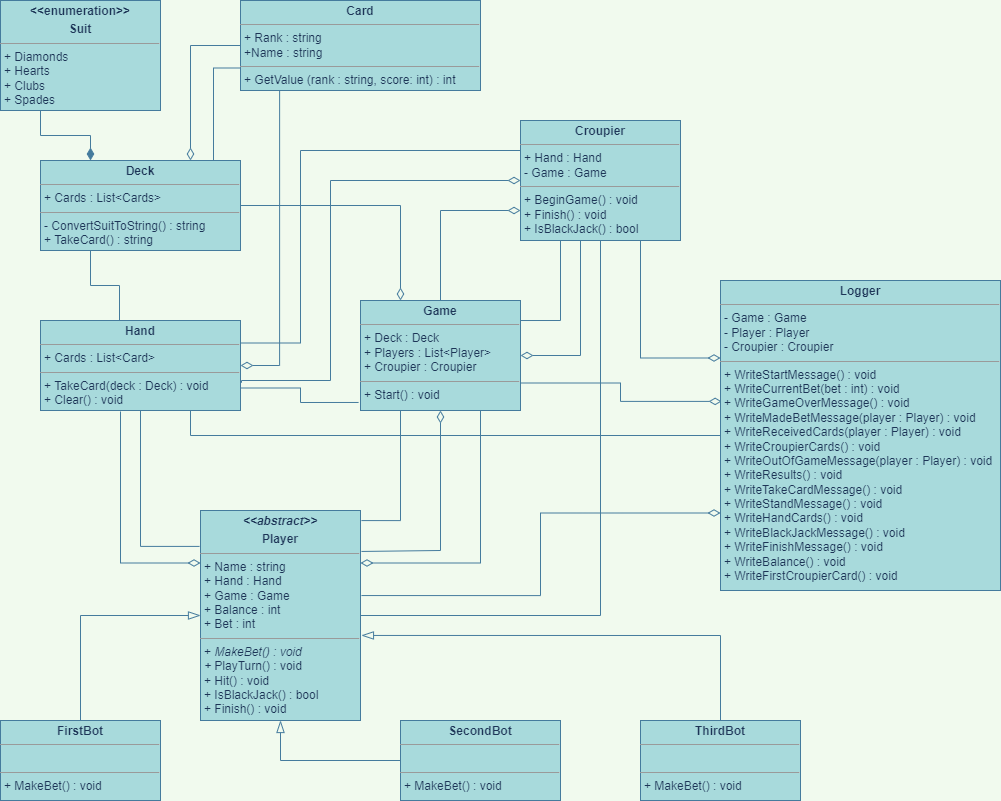 <<enumeration>>
Suit
+ Diamonds
+ Hearts
+ Clubs
+ Spades
Card
+ Rank : string
+Name : string
+ GetValue (rank : string, score: int) : int
Croupier
+ Hand : Hand
- Game : Game
+ BeginGame() : void
+ Finish() : void
+ IsBlackJack() : bool
Deck
+ Cards : List<Cards>
- ConvertSuitToString() : string
+ TakeCard() : string
Hand
+ Cards : List<Card>
+ TakeCard(deck : Deck) : void
+ Clear() : void
Game
+ Deck : Deck
+ Players : List<Player>
+ Croupier : Croupier
+ Start() : void
Logger
- Game : Game
- Player : Player
- Croupier : Croupier
+ WriteStartMessage() : void
+ WriteCurrentBet(bet : int) : void
+ WriteGameOverMessage() : void
+ WriteMadeBetMessage(player : Player) : void
+ WriteReceivedCards(player : Player) : void
+ WriteCroupierCards() : void
+ WriteOutOfGameMessage(player : Player) : void
+ WriteResults() : void
+ WriteTakeCardMessage() : void
+ WriteStandMessage() : void
+ WriteHandCards() : void
+ WriteBlackJackMessage() : void
+ WriteFinishMessage() : void
+ WriteBalance() : void
+ WriteFirstCroupierCard() : void
<<abstract>>
Player
+ Name : string
+ Hand : Hand
+ Game : Game
+ Balance : int
+ Bet : int
+ MakeBet() : void
+ PlayTurn() : void
+ Hit() : void
+ IsBlackJack() : bool
+ Finish() : void
FirstBot
+ MakeBet() : void
SecondBot
+ MakeBet() : void
ThirdBot
+ MakeBet() : void